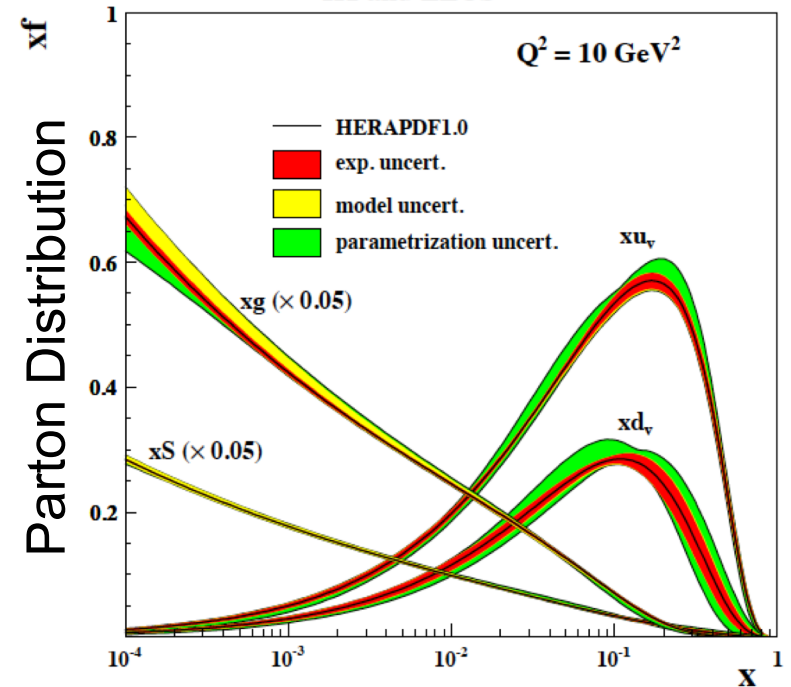 xf
Parton Distribution
1
0.8
0.6
0.4
0.2
Q² = 10 GeV²
HERAPDF1.0
exp. uncert.
model uncert.
parametrization uncert.
xuᵥ
xg (× 0.05)
xdᵥ
xS (× 0.05)
10⁻⁴ 10⁻³ 10⁻² 10⁻¹ 1
x